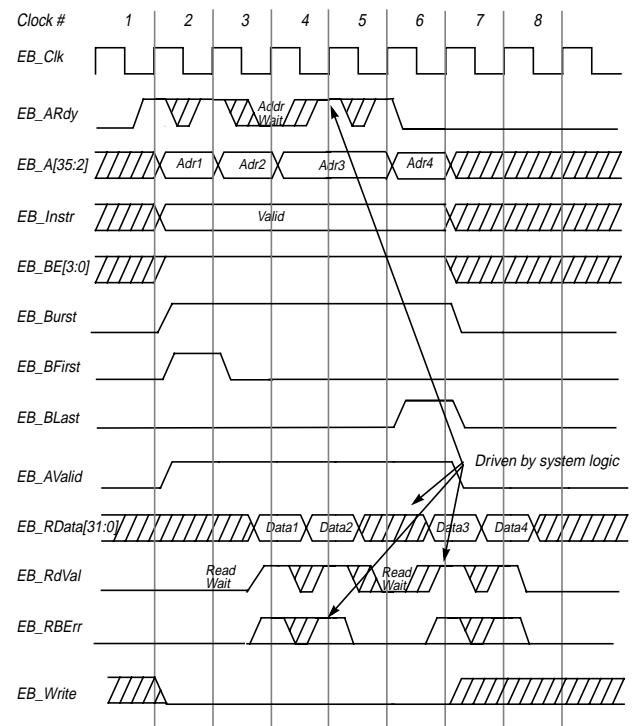 Clock # 1 2 3 4 5 6 7 8
EB_Clk
EB_ARdy
Addr
Wait
EB_A[35:2] Adr1 Adr2 Adr3 Adr4
EB_Instr Valid
EB_BE[3:0]
EB_Burst
EB_BFirst
EB_BLast
Driven by system logic
EB_AValid
EB_RData[31:0] Data1 Data2 Data3 Data4
EB_RdVal
Read
Wait
Read
Wait
EB_RBErr
EB_Write